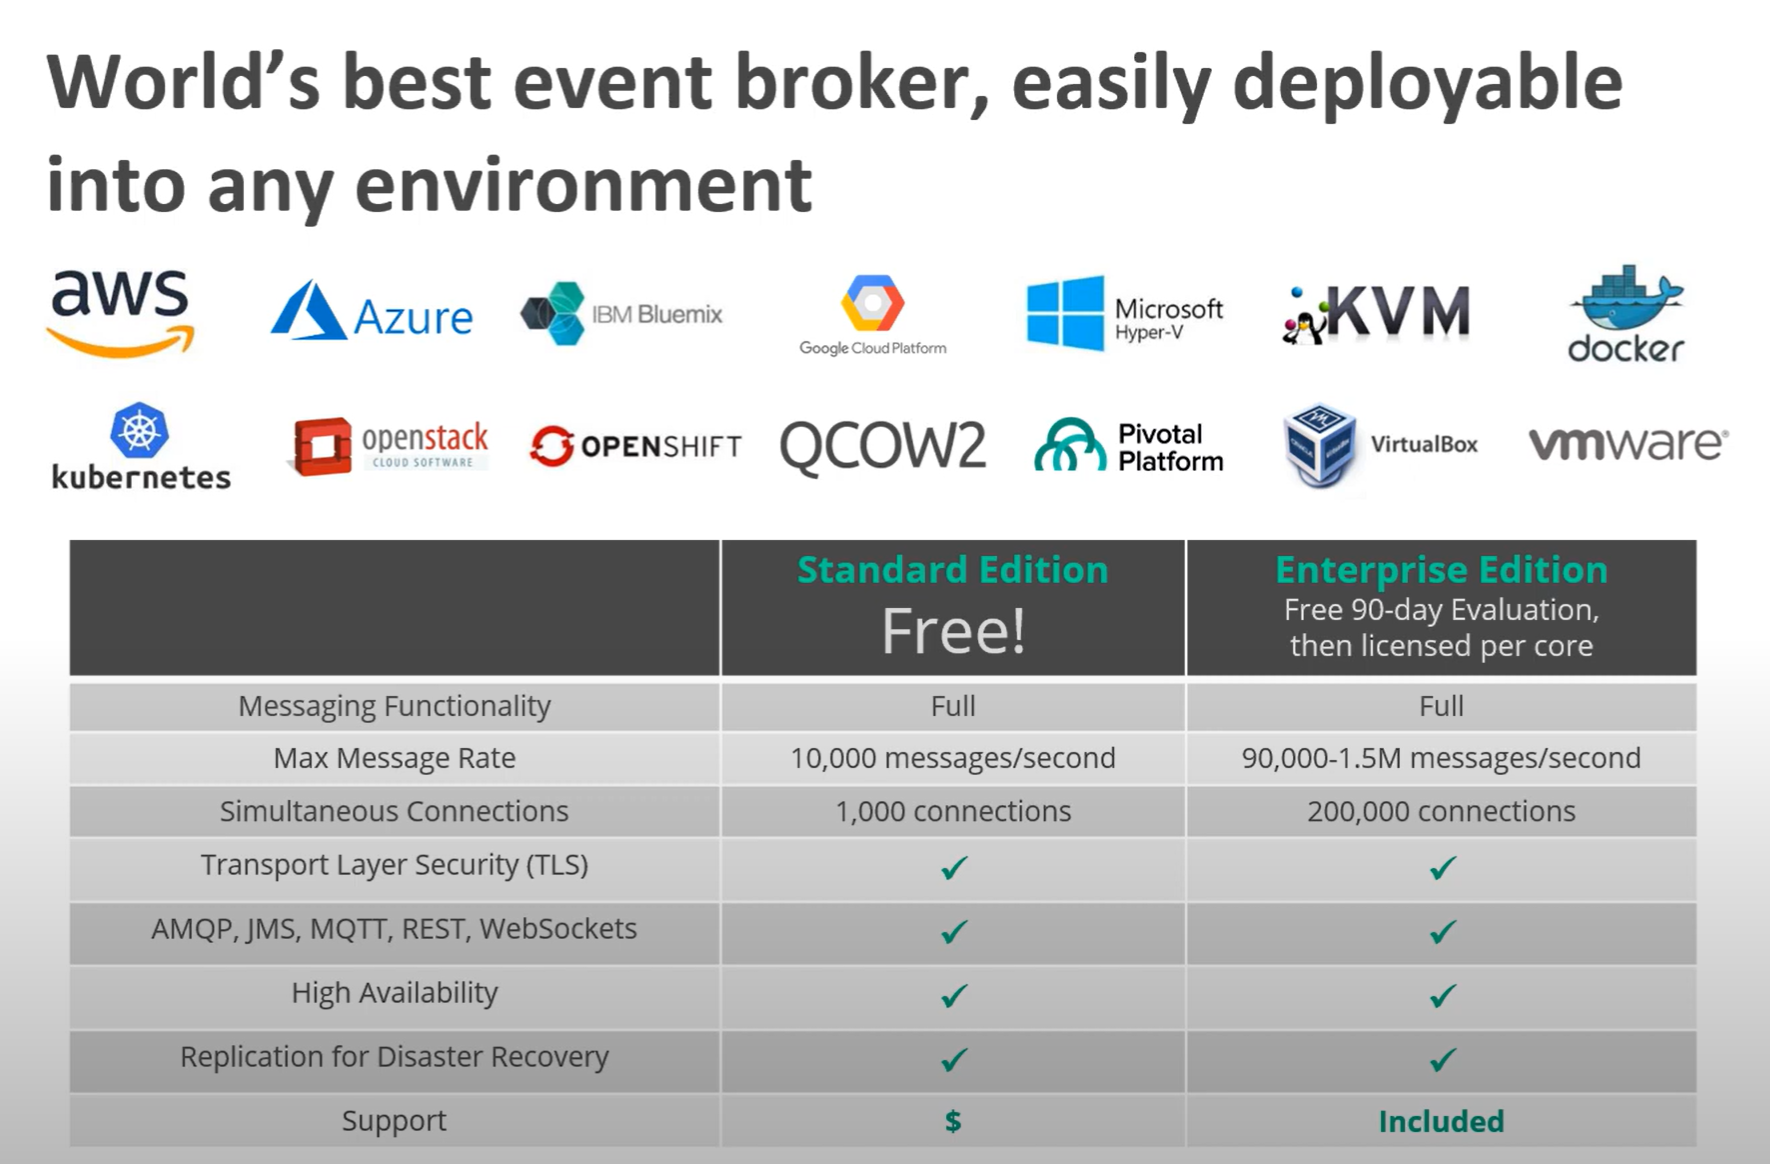 World's best event broker, easily deployable
into any environment
aws
Azure
IBM Bluemix
Google Cloud Platform
Microsoft
Hyper-V
KVM
docker
kubernetes
openstack
CLOUD SOFTWARE
OPENSHIFT
QCOW2
Pivotal
Platform
VirtualBox
vmware®
Standard Edition
Free!
Enterprise Edition
Free 90-day Evaluation,
then licensed per core
Messaging Functionality Full Full
Max Message Rate 10,000 messages/second 90,000-1.5M messages/second
Simultaneous Connections 1,000 connections 200,000 connections
Transport Layer Security (TLS) ✓ ✓
AMQP, JMS, MQTT, REST, WebSockets ✓ ✓
High Availability ✓ ✓
Replication for Disaster Recovery ✓ ✓
Support $ Included